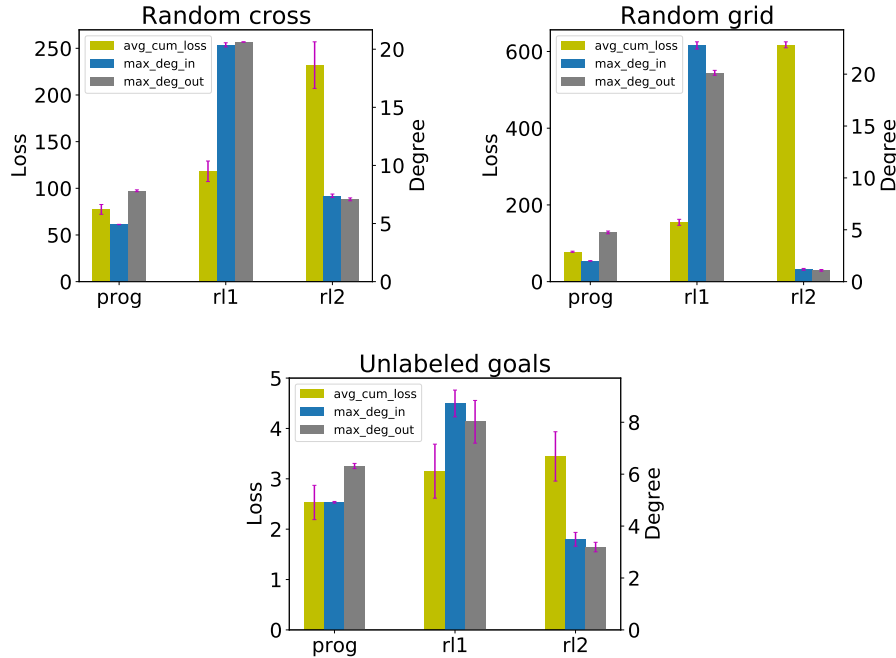 Random cross
avg_cum_loss
max_deg_in
max_deg_out
Loss
0
50
100
150
200
250
Degree
0
5
10
15
20
prog rl1 rl2
Random grid
avg_cum_loss
max_deg_in
max_deg_out
Loss
0
200
400
600
Degree
0
5
10
15
20
prog rl1 rl2
Unlabeled goals
avg_cum_loss
max_deg_in
max_deg_out
Loss
0
1
2
3
4
5
Degree
0
2
4
6
8
prog rl1 rl2